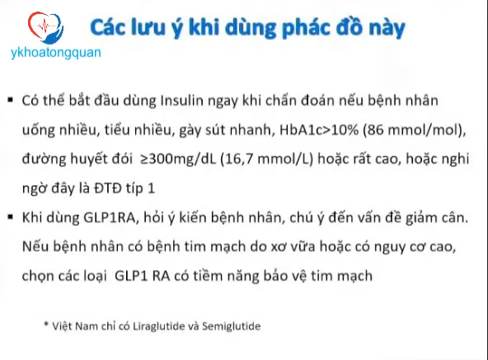 Các lưu ý khi dùng phác đồ này
ykhoatongquan
▪ Có thể bắt đầu dùng Insulin ngay khi chẩn đoán nếu bệnh nhân
uống nhiều, tiểu nhiều, gày sút nhanh, HbA1c>10% (86 mmol/mol),
đường huyết đói ≥300mg/dL (16,7 mmol/L) hoặc rất cao, hoặc nghi
ngờ đây là ĐTĐ típ 1
▪ Khi dùng GLP1RA, hỏi ý kiến bệnh nhân, chú ý đến vấn đề giảm cân.
Nếu bệnh nhân có bệnh tim mạch do xơ vữa hoặc có nguy cơ cao,
chọn các loại GLP1 RA có tiềm năng bảo vệ tim mạch
* Việt Nam chỉ có Liraglutide và Semiglutide